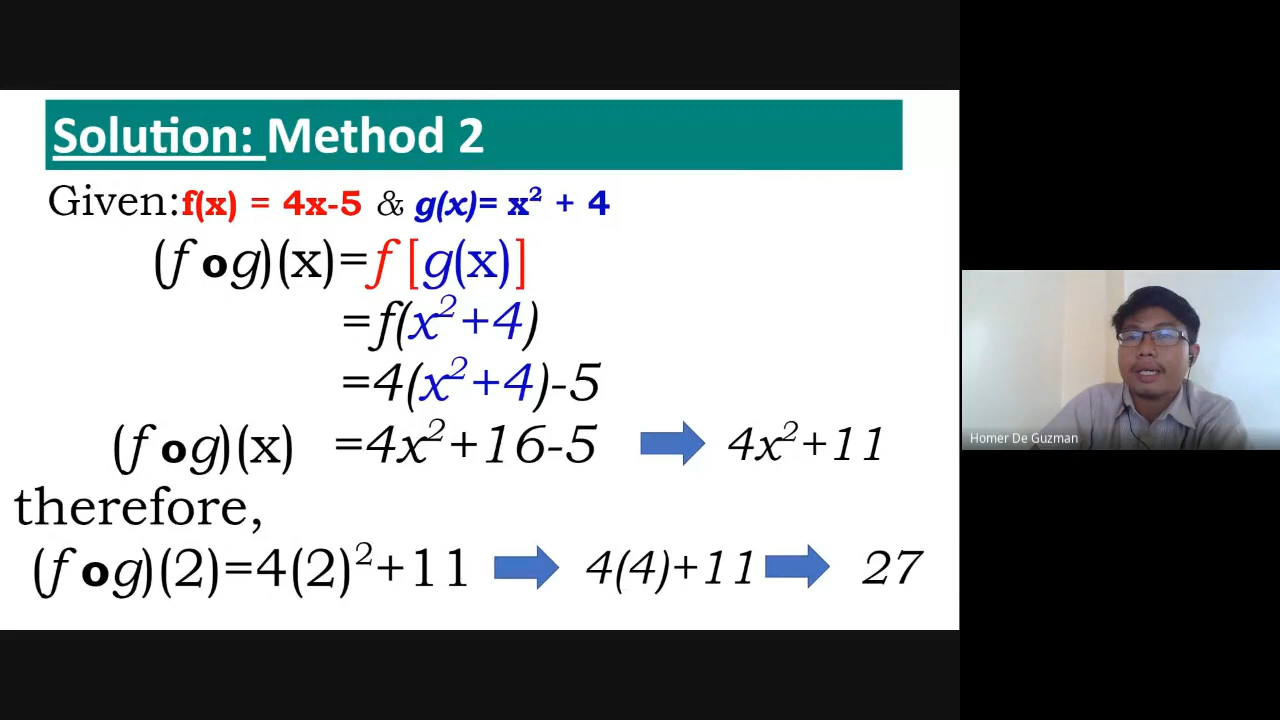 Solution: Method 2
Given:f(x) = 4x-5 & g(x)= x² + 4
(f o g)(x)=f [g(x)]
=f(x²+4)
=4(x²+4)-5
(f o g)(x) =4x²+16-5 4x²+11
therefore,
(f o g)(2)=4(2)²+11 4(4)+11 27
Homer De Guzman